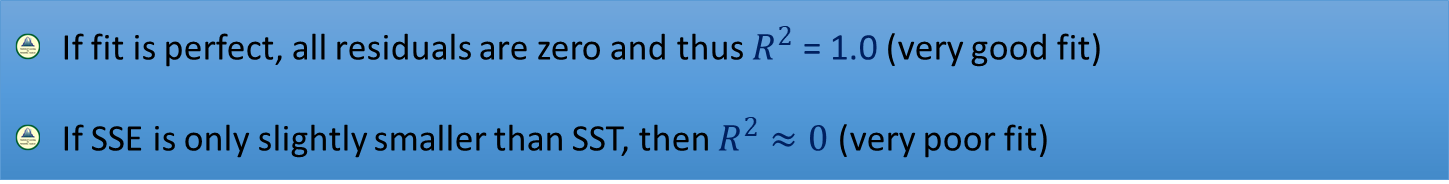 If fit is perfect, all residuals are zero and thus R² = 1.0 (very good fit)
If SSE is only slightly smaller than SST, then R² ≈ 0 (very poor fit)